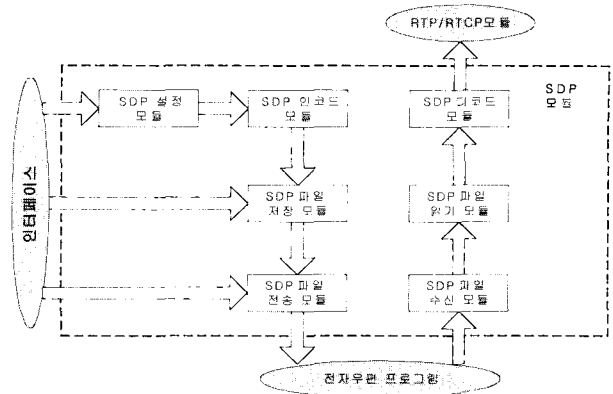 RTP/RTCP모듈
SDP
모듈
SDP 설정
모듈
SDP 인코드
모듈
SDP 디코드
모듈
인터페이스
SDP 파일
저장 모듈
SDP 파일
읽기 모듈
SDP 파일
전송 모듈
SDP 파일
수신 모듈
전자우편 프로그램